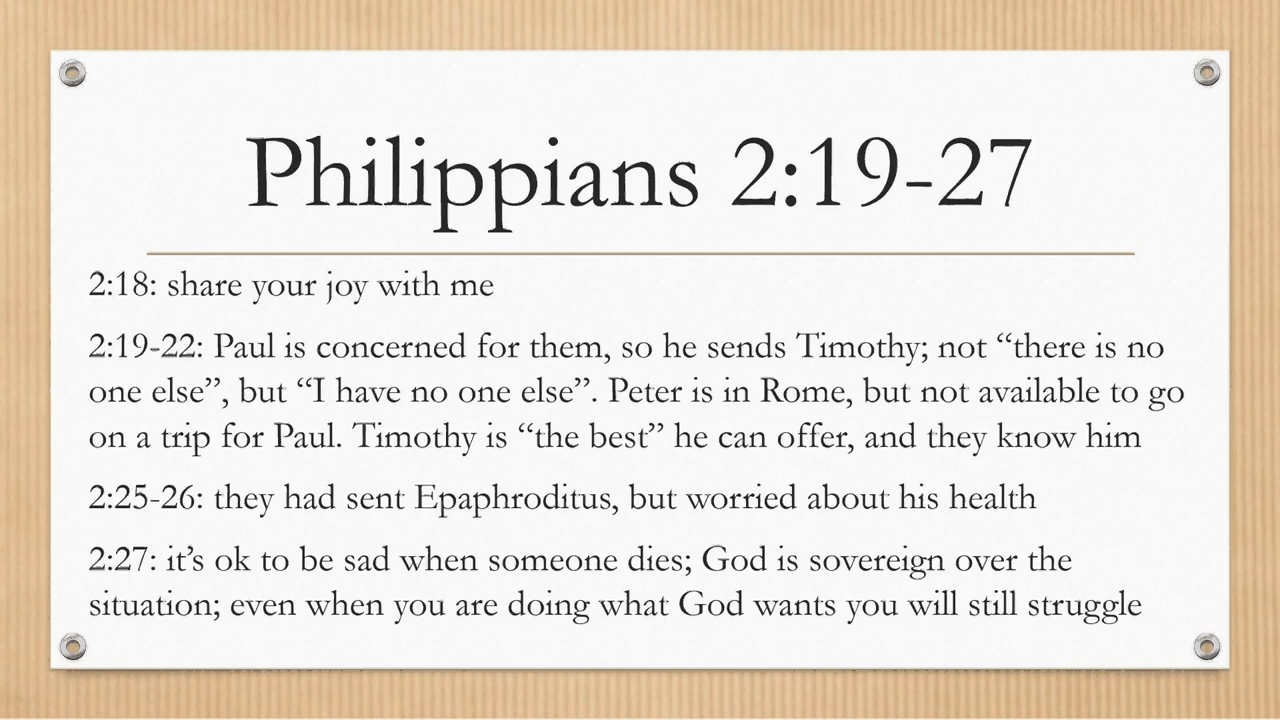 Philippians 2:19-27
2:18: share your joy with me
2:19-22: Paul is concerned for them, so he sends Timothy; not “there is no
one else”, but “I have no one else”. Peter is in Rome, but not available to go
on a trip for Paul. Timothy is “the best” he can offer, and they know him
2:25-26: they had sent Epaphroditus, but worried about his health
2:27: it’s ok to be sad when someone dies; God is sovereign over the
situation; even when you are doing what God wants you will still struggle